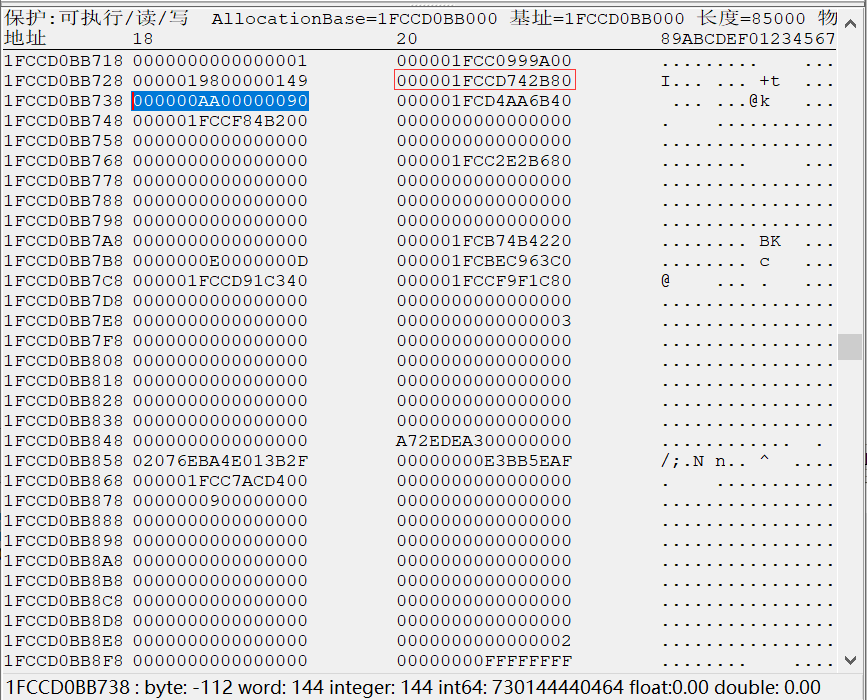 保护:可执行/读/写 AllocationBase=1FCCD0BB000 基址=1FCCD0BB000 长度=85000 物
地址 18 20 89ABCDEF01234567
1FCCD0BB718 0000000000000001 000001FCC0999A00 ......... ...
1FCCD0BB728 0000019800000149 000001FCCD742B80 I... ... +t ...
1FCCD0BB738 000000AA00000090 000001FCD4AA6B40 ... ...@k ...
1FCCD0BB748 000001FCCF84B200 0000000000000000 . ...........
1FCCD0BB758 0000000000000000 0000000000000000 ................
1FCCD0BB768 0000000000000000 000001FCC2E2B680 ........ ...
1FCCD0BB778 0000000000000000 0000000000000000 ................
1FCCD0BB788 0000000000000000 0000000000000000 ................
1FCCD0BB798 0000000000000000 0000000000000000 ................
1FCCD0BB7A8 0000000000000000 000001FCB74B4220 ........ BK ...
1FCCD0BB7B8 0000000E0000000D 000001FCBEC963C0 ........ c ...
1FCCD0BB7C8 000001FCCD91C340 000001FCCF9F1C80 @ ... . ...
1FCCD0BB7D8 0000000000000000 0000000000000000 ................
1FCCD0BB7E8 0000000000000000 0000000000000003 ................
1FCCD0BB7F8 0000000000000000 0000000000000000 ................
1FCCD0BB808 0000000000000000 0000000000000000 ................
1FCCD0BB818 0000000000000000 0000000000000000 ................
1FCCD0BB828 0000000000000000 0000000000000000 ................
1FCCD0BB838 0000000000000000 0000000000000000 ................
1FCCD0BB848 0000000000000000 A72EDEA300000000 ............ .
1FCCD0BB858 02076EBA4E013B2F 00000000E3BB5EAF /;.N n.. ^ ....
1FCCD0BB868 000001FCC7ACD400 0000000000000000 . ...........
1FCCD0BB878 0000000900000000 0000000000000000 ................
1FCCD0BB888 0000000000000000 0000000000000000 ................
1FCCD0BB898 0000000000000000 0000000000000000 ................
1FCCD0BB8A8 0000000000000000 0000000000000000 ................
1FCCD0BB8B8 0000000000000000 0000000000000000 ................
1FCCD0BB8C8 0000000000000000 0000000000000000 ................
1FCCD0BB8D8 0000000000000000 0000000000000000 ................
1FCCD0BB8E8 0000000000000000 0000000000000002 ................
1FCCD0BB8F8 0000000000000000 00000000FFFFFFFF ........ ....
1FCCD0BB738 : byte: -112 word: 144 integer: 144 int64: 730144440464 float:0.00 double: 0.00